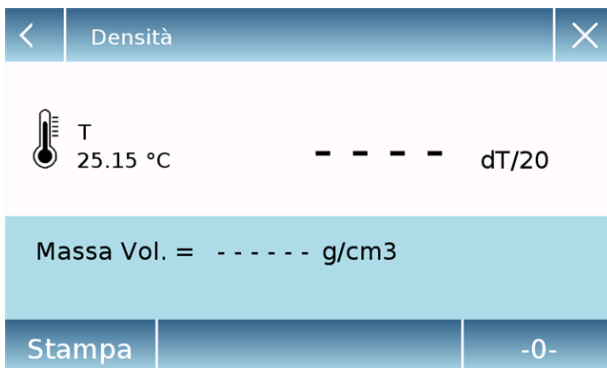 Densità
T
25.15 °C
- - - - dT/20
Massa Vol. = - - - - - - g/cm3
Stampa
-0-